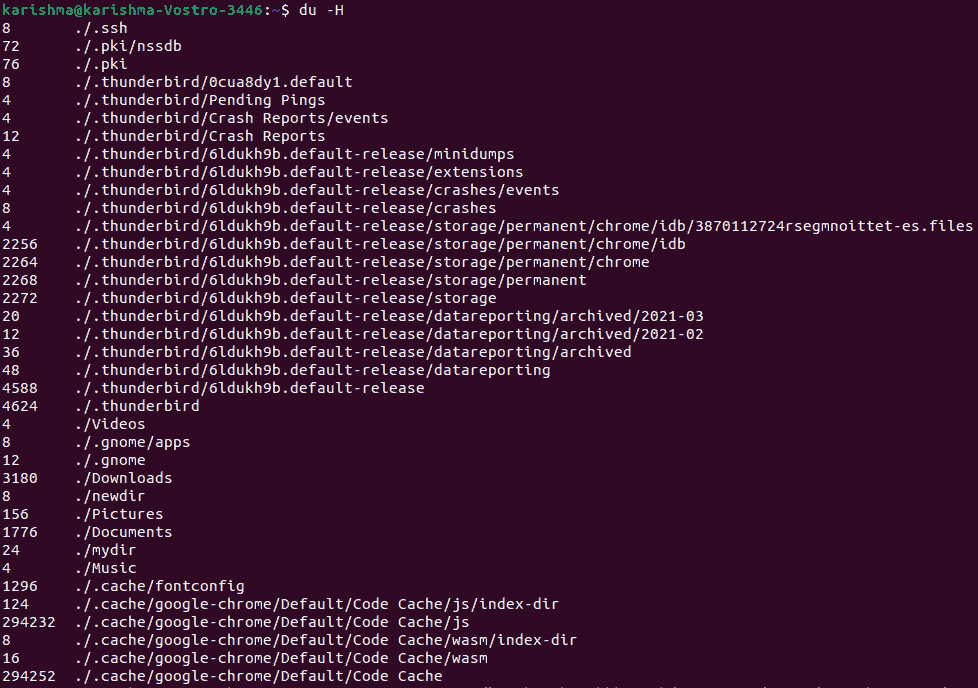 karishma@karishma-Vostro-3446:~$ du -H
8	./.ssh
72	./.pki/nssdb
76	./.pki
8	./.thunderbird/0cua8dy1.default
4	./.thunderbird/Pending Pings
4	./.thunderbird/Crash Reports/events
12	./.thunderbird/Crash Reports
4	./.thunderbird/6ldukh9b.default-release/minidumps
4	./.thunderbird/6ldukh9b.default-release/extensions
4	./.thunderbird/6ldukh9b.default-release/crashes/events
8	./.thunderbird/6ldukh9b.default-release/crashes
4	./.thunderbird/6ldukh9b.default-release/storage/permanent/chrome/idb/3870112724rsegmnoittet-es.files
2256	./.thunderbird/6ldukh9b.default-release/storage/permanent/chrome/idb
2264	./.thunderbird/6ldukh9b.default-release/storage/permanent/chrome
2268	./.thunderbird/6ldukh9b.default-release/storage/permanent
2272	./.thunderbird/6ldukh9b.default-release/storage
20	./.thunderbird/6ldukh9b.default-release/datareporting/archived/2021-03
12	./.thunderbird/6ldukh9b.default-release/datareporting/archived/2021-02
36	./.thunderbird/6ldukh9b.default-release/datareporting/archived
48	./.thunderbird/6ldukh9b.default-release/datareporting
4588	./.thunderbird/6ldukh9b.default-release
4624	./.thunderbird
4	./Videos
8	./.gnome/apps
12	./.gnome
3180	./Downloads
8	./newdir
156	./Pictures
1776	./Documents
24	./mydir
4	./Music
1296	./.cache/fontconfig
124	./.cache/google-chrome/Default/Code Cache/js/index-dir
294232	./.cache/google-chrome/Default/Code Cache/js
8	./.cache/google-chrome/Default/Code Cache/wasm/index-dir
16	./.cache/google-chrome/Default/Code Cache/wasm
294252	./.cache/google-chrome/Default/Code Cache